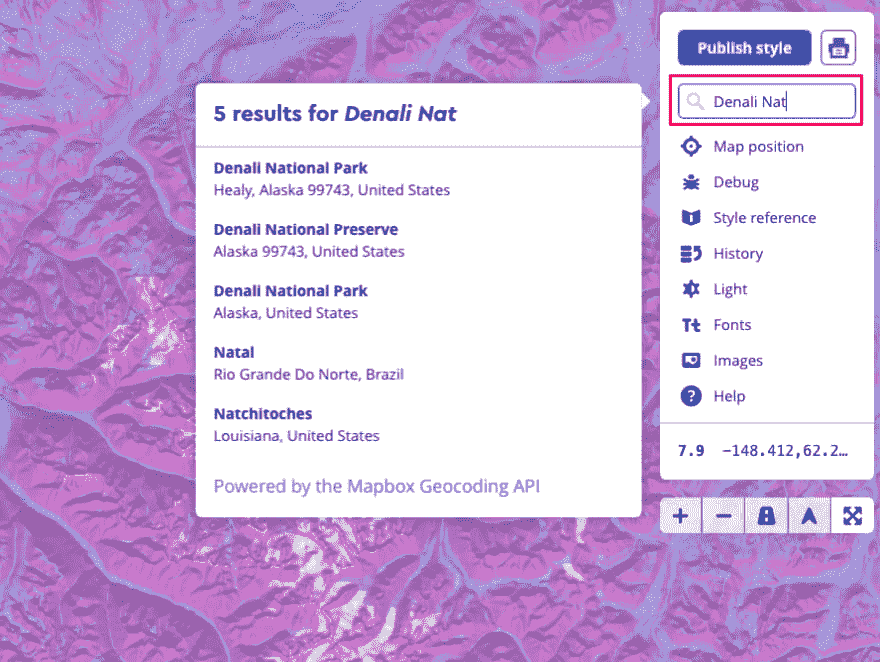 Publish style
Denali Nat
5 results for Denali Nat
Denali National Park
Healy, Alaska 99743, United States
Denali National Preserve
Alaska 99743, United States
Denali National Park
Alaska, United States
Natal
Rio Grande Do Norte, Brazil
Natchitoches
Louisiana, United States
Powered by the Mapbox Geocoding API
Map position
Debug
Style reference
History
Light
Tt Fonts
Images
? Help
7.9 −148.412,62.2…
+ −